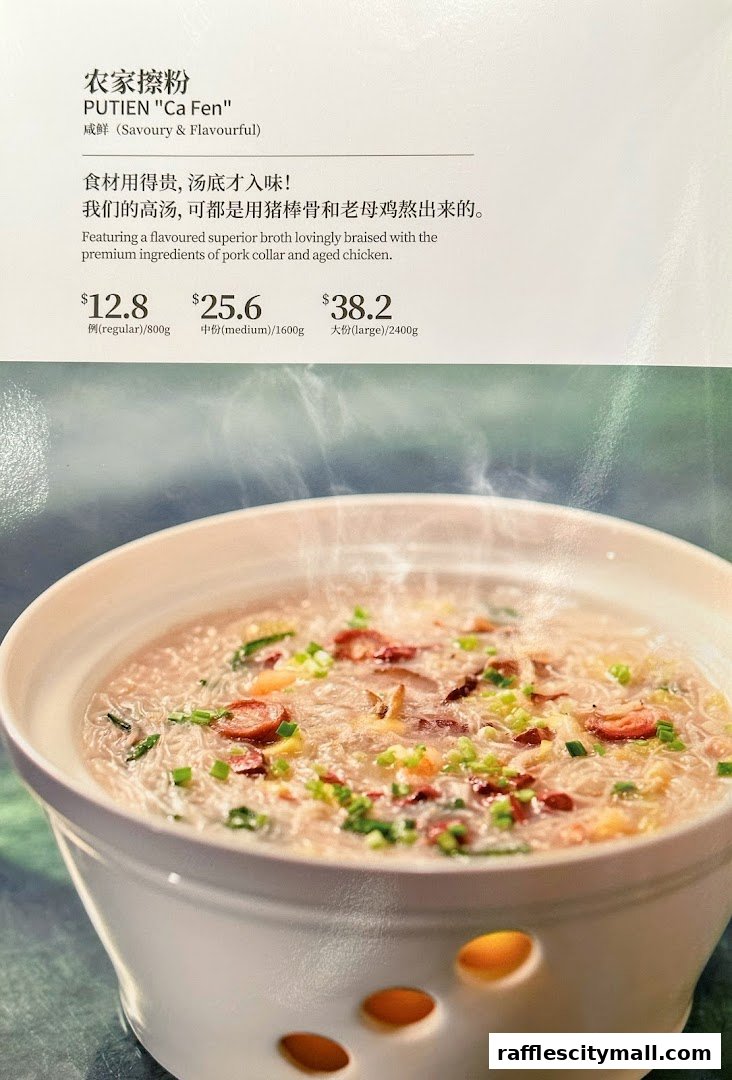 农家擦粉
PUTIEN "Ca Fen"
咸鲜（Savoury & Flavourful)
食材用得贵, 汤底才入味!
我们的高汤, 可都是用猪棒骨和老母鸡熬出来的。
Featuring a flavoured superior broth lovingly braised with the
premium ingredients of pork collar and aged chicken.
$12.8 $25.6 $38.2
例(regular)/800g 中份(medium)/1600g 大份(large)/2400g
rafflescitymall.com